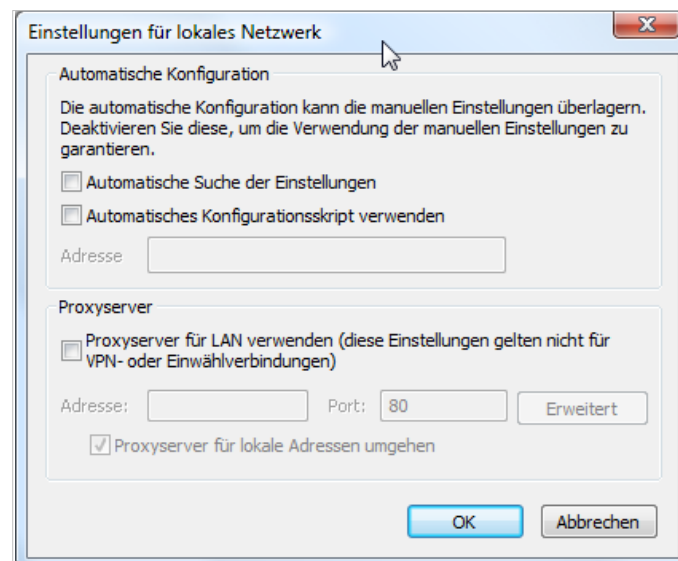 Einstellungen für lokales Netzwerk
Automatische Konfiguration
Die automatische Konfiguration kann die manuellen Einstellungen überlagern.
Deaktivieren Sie diese, um die Verwendung der manuellen Einstellungen zu
garantieren.
Automatische Suche der Einstellungen
Automatisches Konfigurationsskript verwenden
Adresse
Proxyserver
Proxyserver für LAN verwenden (diese Einstellungen gelten nicht für
VPN- oder Einwählverbindungen)
Adresse: Port: 80 Erweitert
Proxyserver für lokale Adressen umgehen
OK Abbrechen